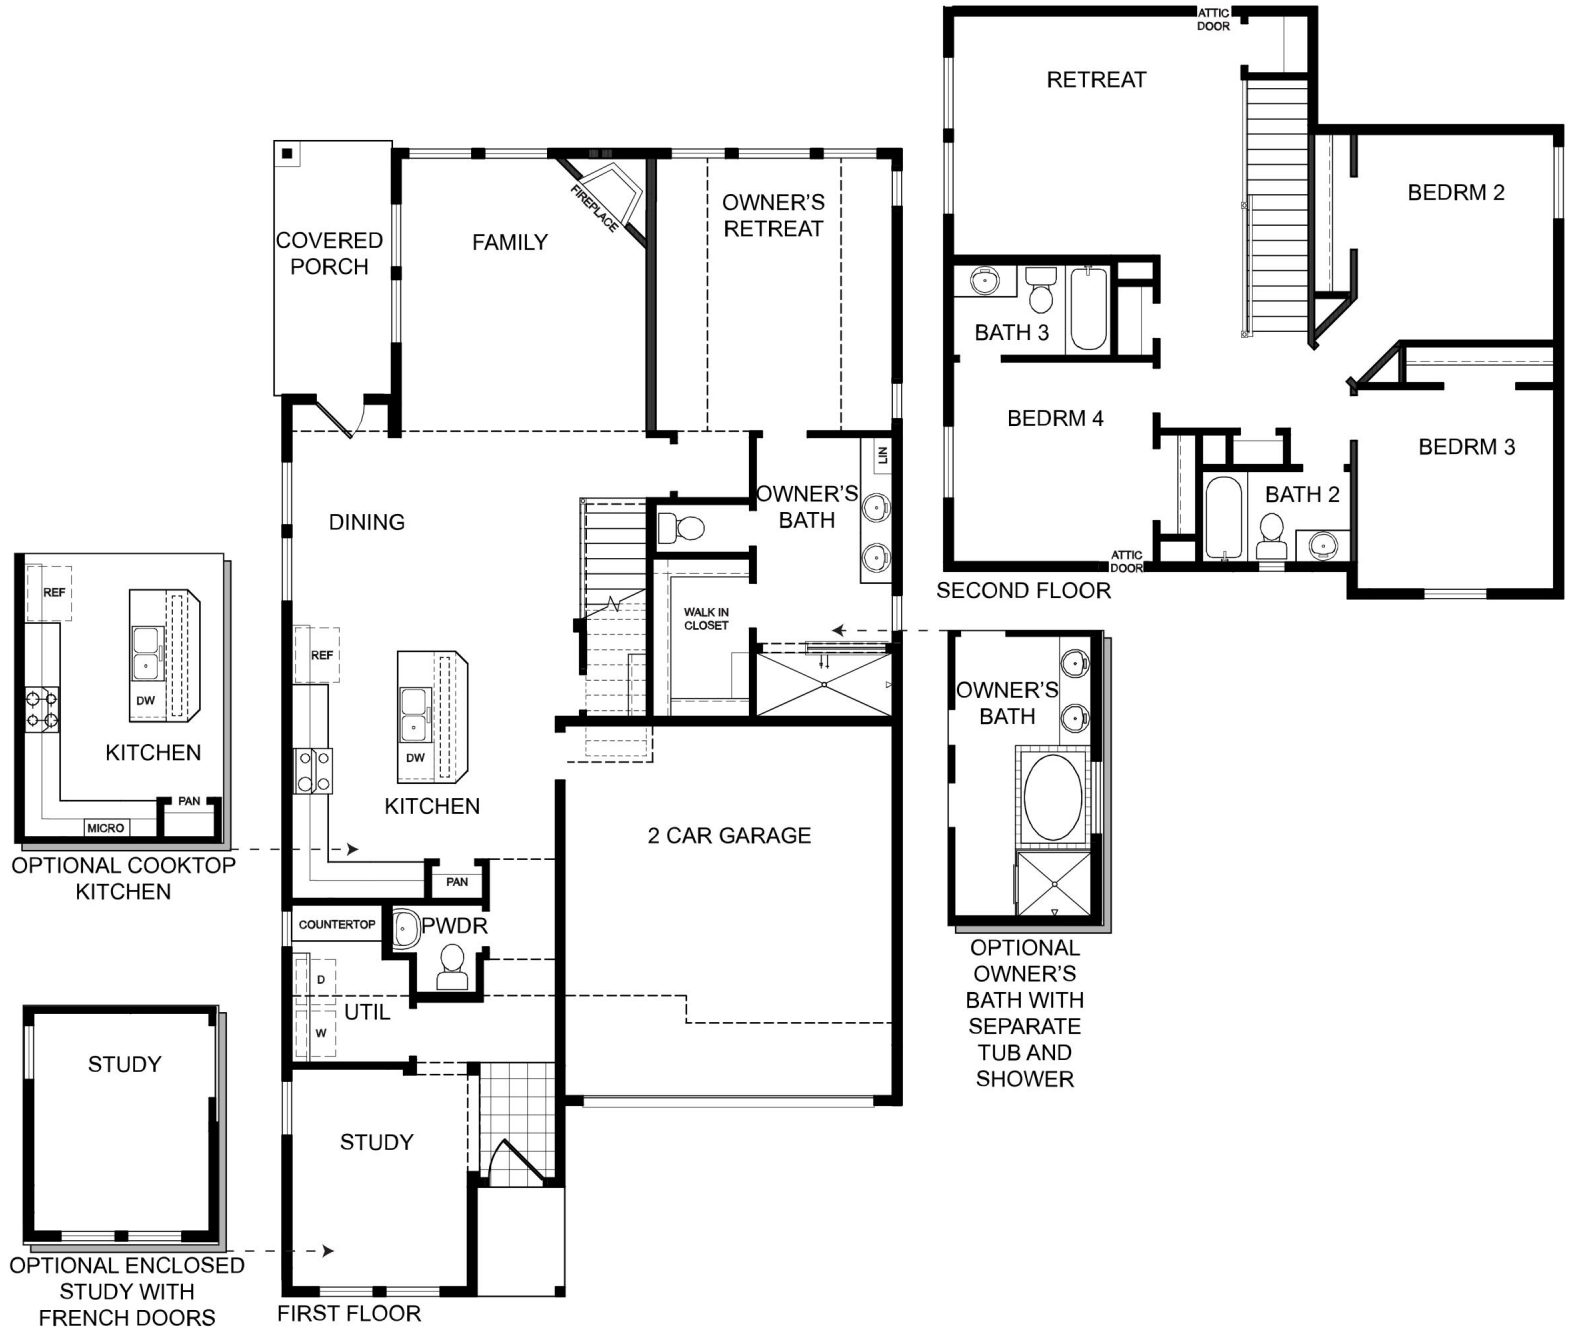 ATTIC
DOOR
RETREAT
BEDRM 2
BATH 3
BEDRM 4
BEDRM 3
BATH 2
ATTIC
DOOR
SECOND FLOOR
COVERED
PORCH
FAMILY
FIREPLACE
OWNER'S
RETREAT
LIN
OWNER'S
BATH
DINING
WALK IN
CLOSET
REF
DW
KITCHEN
PAN
2 CAR GARAGE
COUNTERTOP
PWDR
D
UTIL
W
STUDY
FIRST FLOOR
REF
DW
KITCHEN
PAN
MICRO
OPTIONAL COOKTOP
KITCHEN
STUDY
OPTIONAL ENCLOSED
STUDY WITH
FRENCH DOORS
OWNER'S
BATH
OPTIONAL
OWNER'S
BATH WITH
SEPARATE
TUB AND
SHOWER